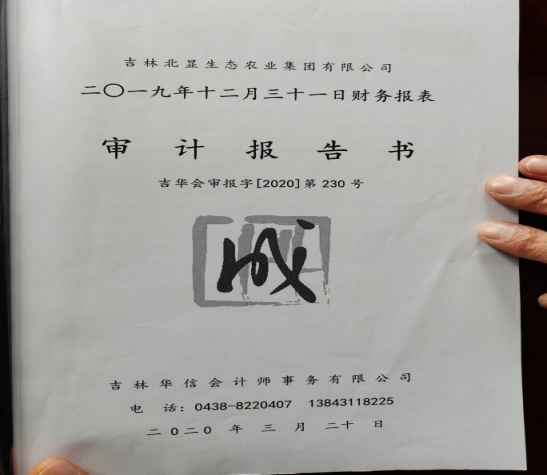 吉林北显生态农业集团有限公司
二〇一九年十二月三十一日财务报表
审计报告书
吉华会审报字[2020]第230号
诚
吉林华信会计师事务有限公司
电 话：0438-8220407 13843118225
二〇二〇 年 三 月 二十 日